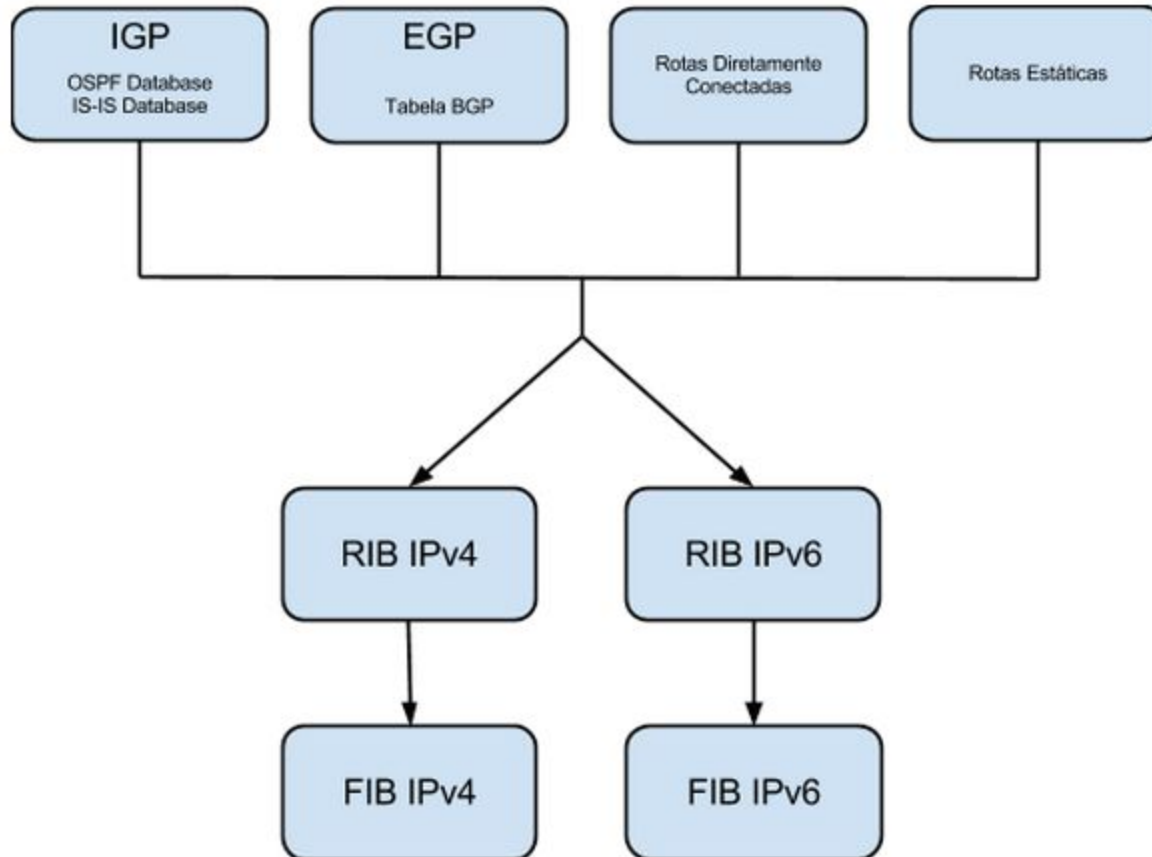 IGP
OSPF Database
IS-IS Database
EGP
Tabela BGP
Rotas Diretamente
Conectadas
Rotas Estáticas
RIB IPv4
RIB IPv6
FIB IPv4
FIB IPv6